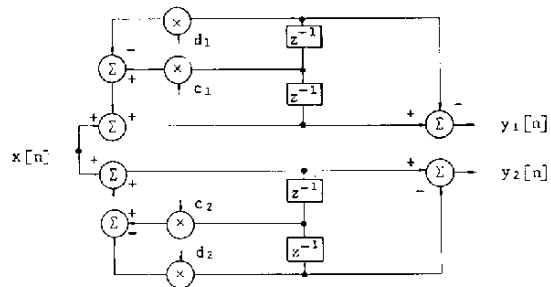 ×
d₁
z⁻¹
−
Σ
+
×
c₁
z⁻¹
−
+
+
Σ
+
Σ
y₁[n]
x[n]
+
Σ
+
+
Σ
y₂[n]
−
z⁻¹
c₂
+
Σ
−
×
z⁻¹
d₂
×